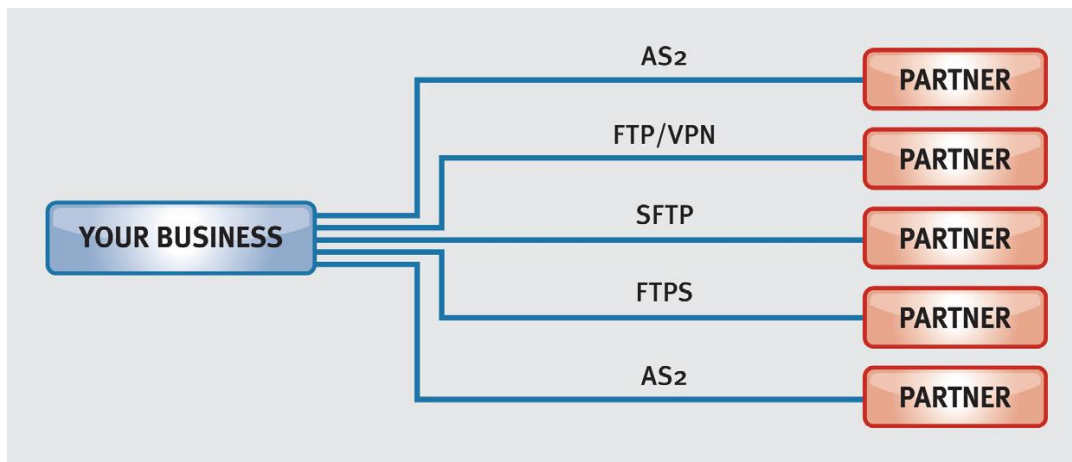 AS2
PARTNER
FTP/VPN
PARTNER
YOUR BUSINESS
SFTP
PARTNER
FTPS
PARTNER
AS2
PARTNER